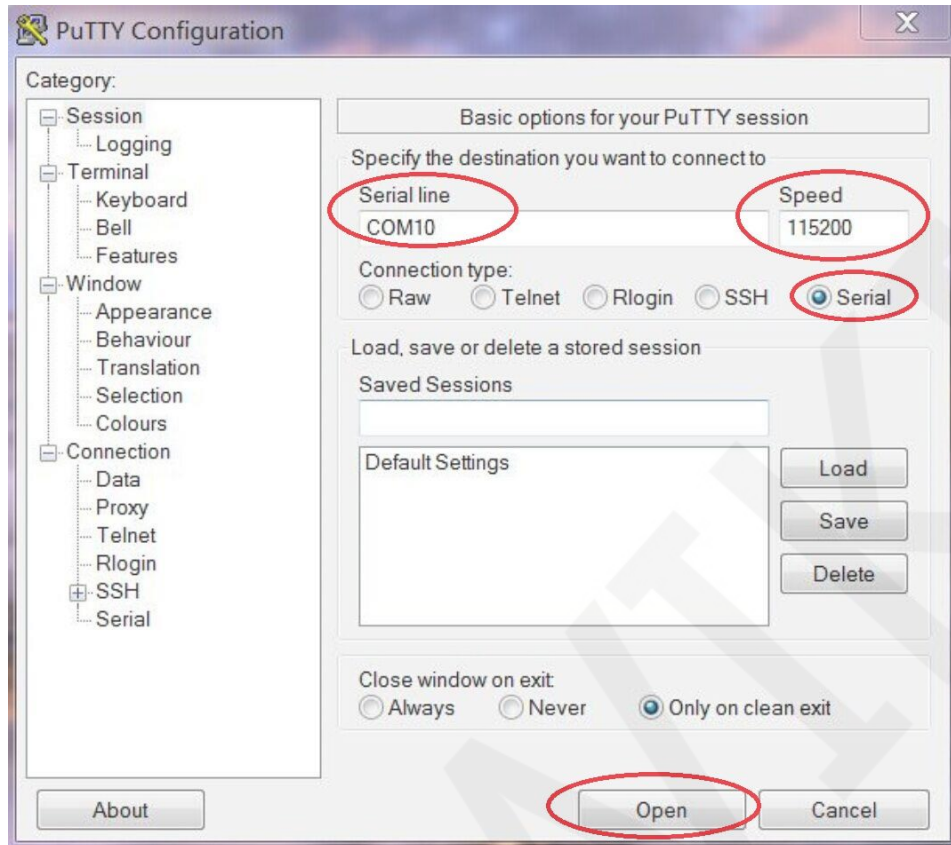 PuTTY Configuration
X
Category:
Session
Logging
Terminal
Keyboard
Bell
Features
Window
Appearance
Behaviour
Translation
Selection
Colours
Connection
Data
Proxy
Telnet
Rlogin
SSH
Serial
Basic options for your PuTTY session
Specify the destination you want to connect to
Serial line Speed
COM10 115200
Connection type:
Raw Telnet Rlogin SSH Serial
Load, save or delete a stored session
Saved Sessions
Default Settings
Load
Save
Delete
Close window on exit:
Always Never Only on clean exit
About Open Cancel